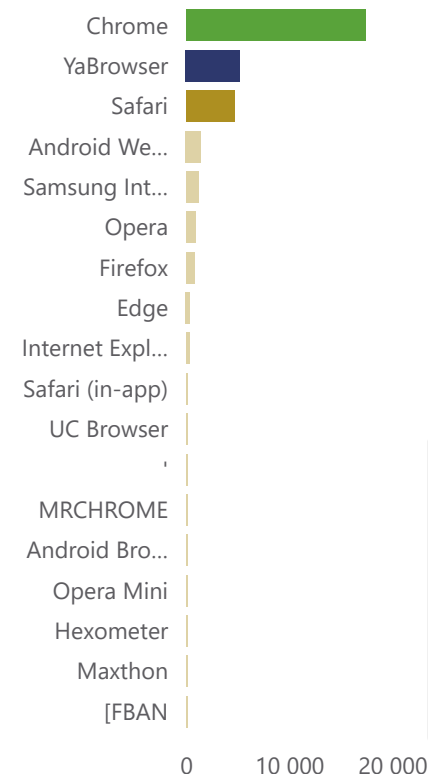 Chrome
YaBrowser
Safari
Android We...
Samsung Int...
Opera
Firefox
Edge
Internet Expl...
Safari (in-app)
UC Browser
'
MRCHROME
Android Bro...
Opera Mini
Hexometer
Maxthon
[FBAN
0 10 000 20 000